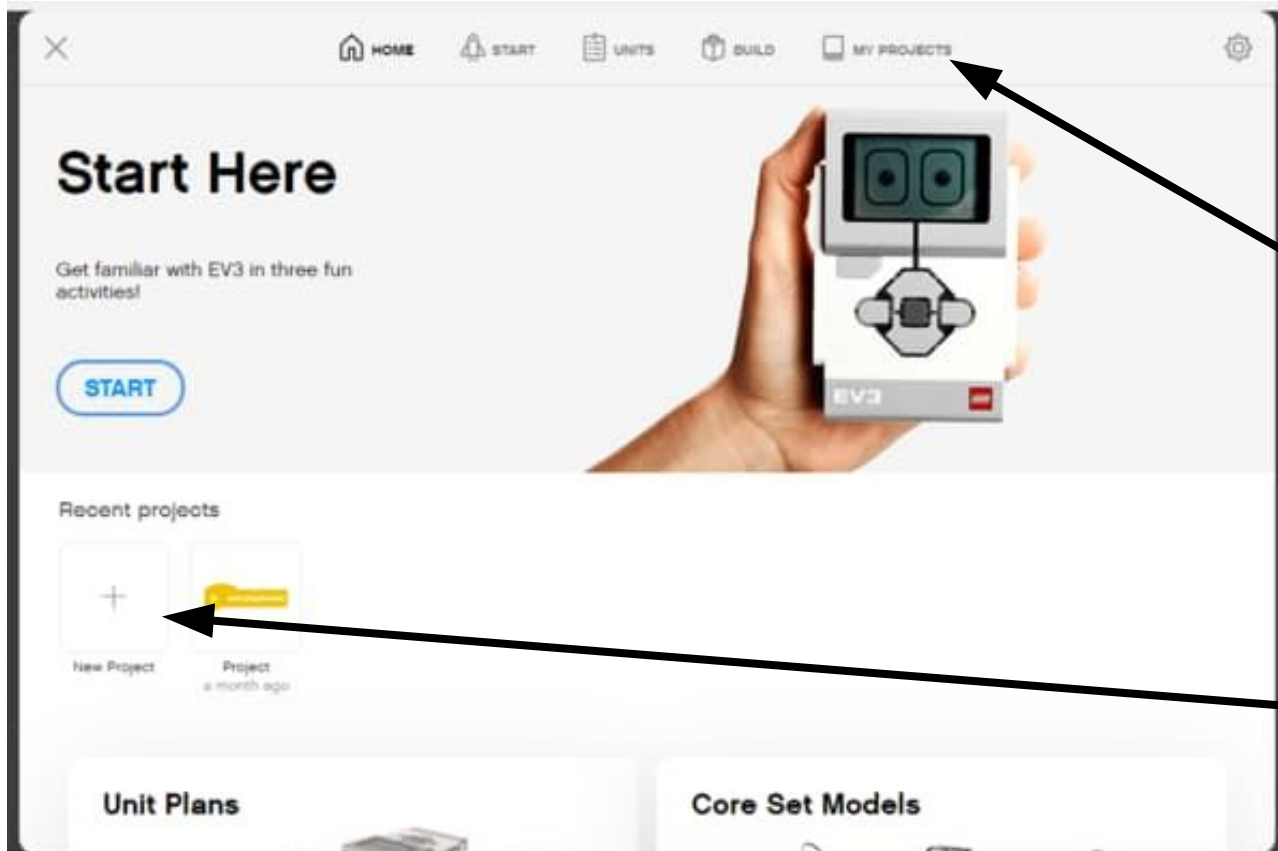 HOME START UNITS BUILD MY PROJECTS
Start Here
Get familiar with EV3 in three fun
activities!
START
EV3
Recent projects
New Project
Project
a month ago
Unit Plans
Core Set Models